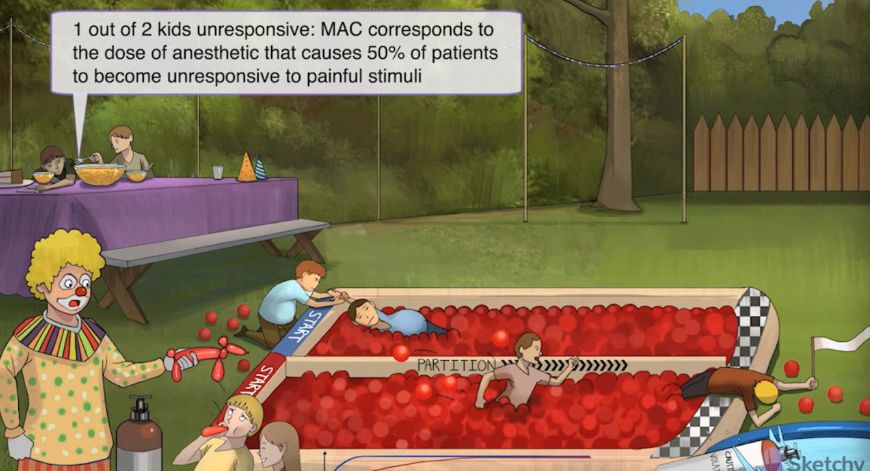 1 out of 2 kids unresponsive: MAC corresponds to
the dose of anesthetic that causes 50% of patients
to become unresponsive to painful stimuli
START
PARTITION
START
Sketchy